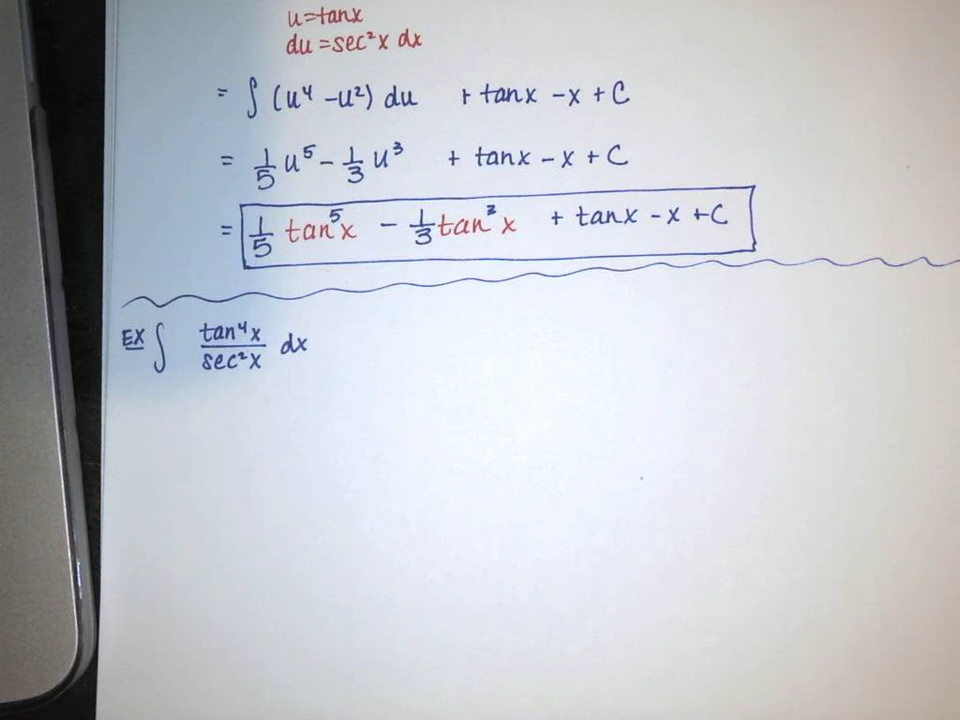 u=tanx
du = sec²x dx
= ∫ (u⁴ - u²) du + tanx - x + C
= 1/5 u⁵ - 1/3 u³ + tanx - x + C
= 1/5 tan⁵x - 1/3 tan³x + tanx - x + C
EX ∫ tan⁴x/sec²x dx